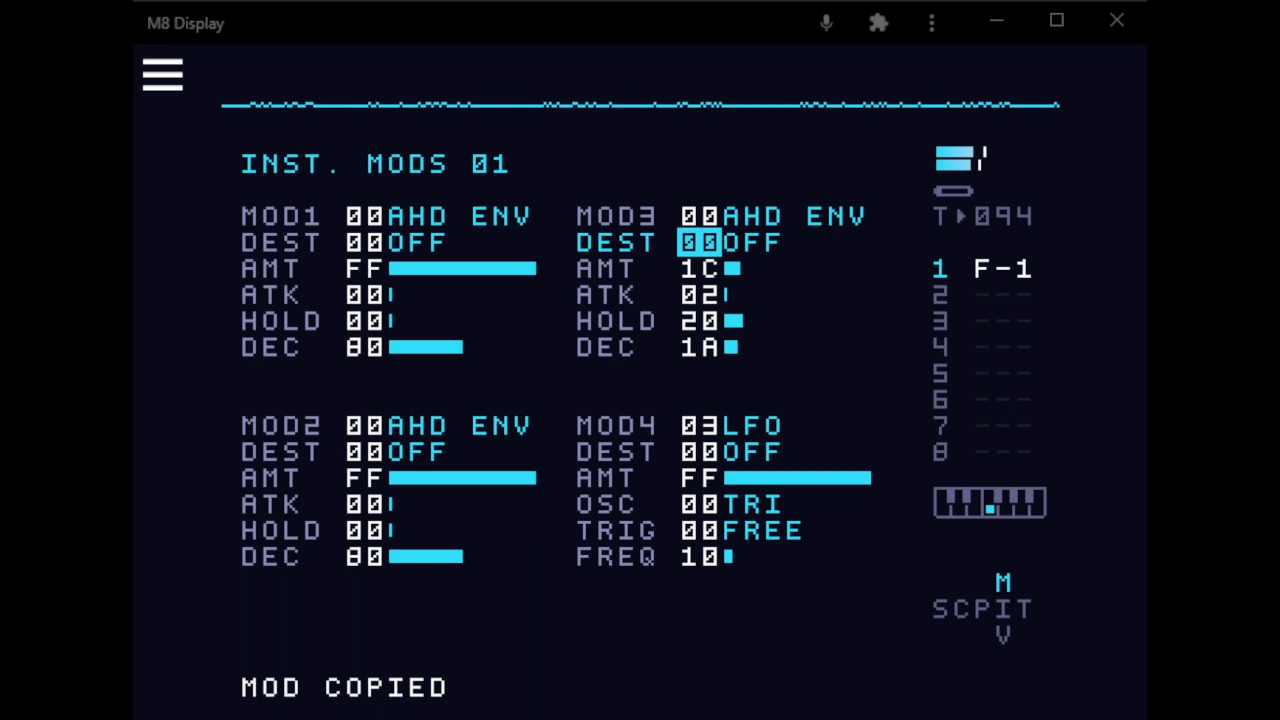 M8 Display
INST. MODS 01
MOD1 00AHD ENV
DEST 00OFF
AMT FF
ATK 00
HOLD 00
DEC 80
MOD3 00AHD ENV
DEST 00OFF
AMT 1C
ATK 02
HOLD 20
DEC 1A
MOD2 00AHD ENV
DEST 00OFF
AMT FF
ATK 00
HOLD 00
DEC 80
MOD4 03LFO
DEST 00OFF
AMT FF
OSC 00TRI
TRIG 00FREE
FREQ 10
T▸094
1 F-1
2 ---
3 ---
4 ---
5 ---
6 ---
7 ---
8 ---
M
SCPIT
V
MOD COPIED